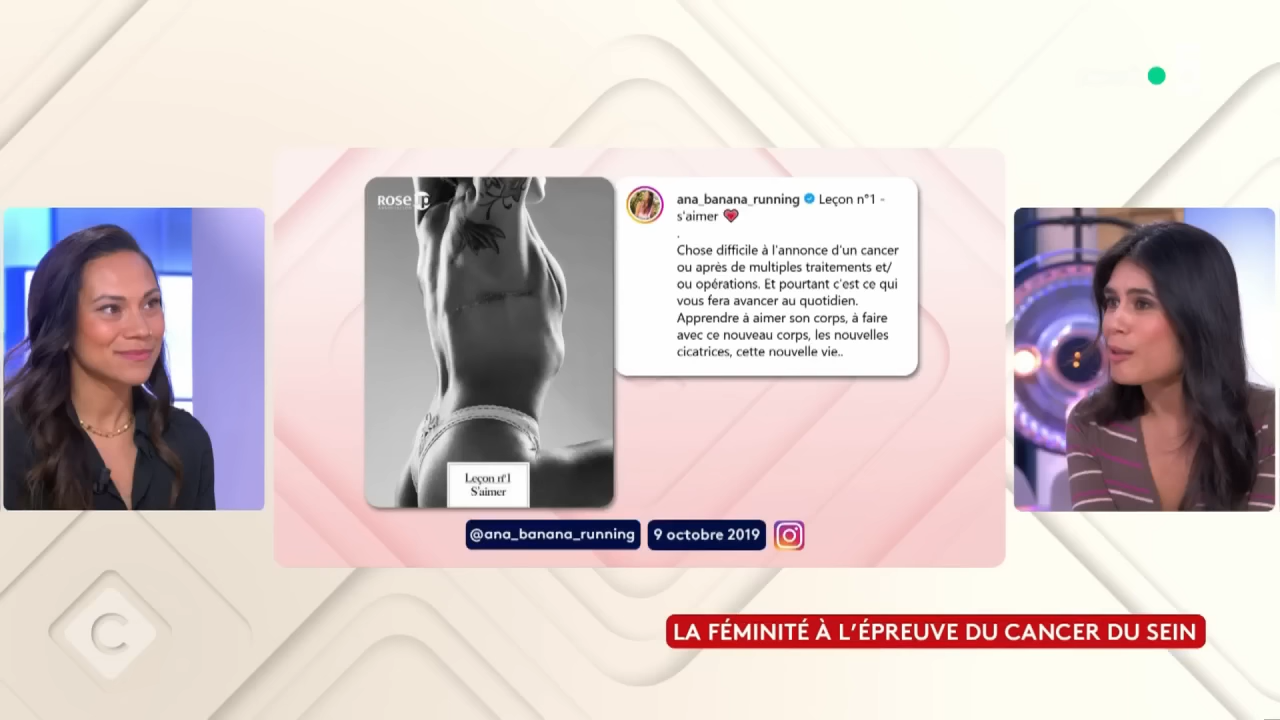 ROSE up
Leçon n°1
S'aimer
ana_banana_running Leçon n°1 -
s'aimer
.
Chose difficile à l'annonce d'un cancer
ou après de multiples traitements et/
ou opérations. Et pourtant c'est ce qui
vous fera avancer au quotidien.
Apprendre à aimer son corps, à faire
avec ce nouveau corps, les nouvelles
cicatrices, cette nouvelle vie..
@ana_banana_running
9 octobre 2019
C
LA FÉMINITÉ À L'ÉPREUVE DU CANCER DU SEIN